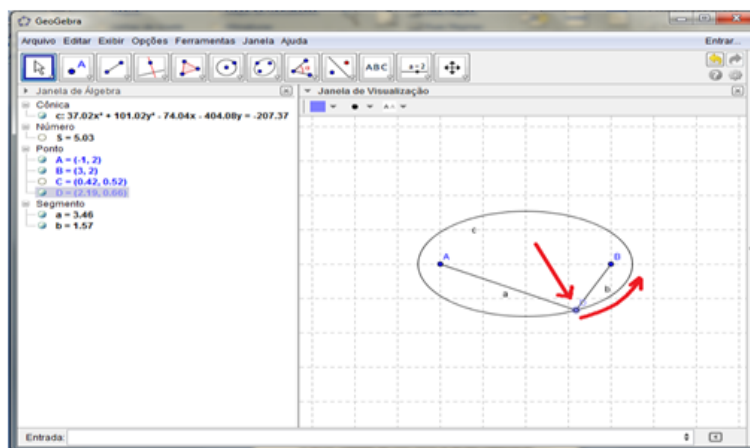 GeoGebra
Arquivo Editar Exibir Opções Ferramentas Janela Ajuda
Entrar...
A
ABC
a=2
Janela de Álgebra
Janela de Visualização
Cônica
c: 37.02x² + 101.02y² - 74.04x - 404.08y = -207.37
Número
S = 5.03
Ponto
A = (-1, 2)
B = (3, 2)
C = (0.42, 0.52)
D = (2.19, 0.86)
Segmento
a = 3.46
b = 1.57
c
A
B
a
b
Entrada: